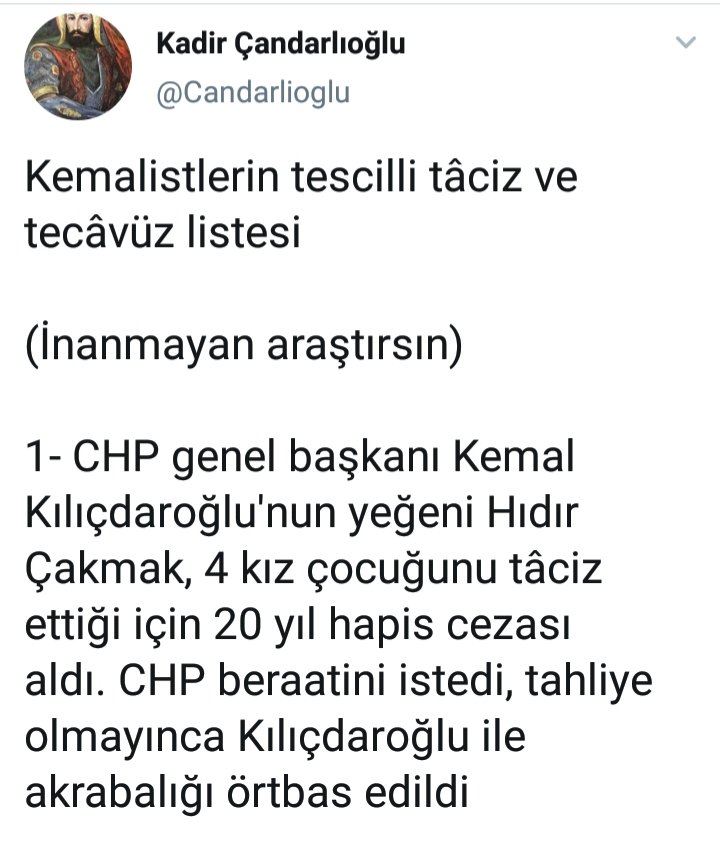 Kadir Çandarlıoğlu
@Candarlioglu
Kemalistlerin tescilli tâciz ve
tecâvüz listesi
(İnanmayan araştırsın)
1- CHP genel başkanı Kemal
Kılıçdaroğlu'nun yeğeni Hıdır
Çakmak, 4 kız çocuğunu tâciz
ettiği için 20 yıl hapis cezası
aldı. CHP beraatini istedi, tahliye
olmayınca Kılıçdaroğlu ile
akrabalığı örtbas edildi